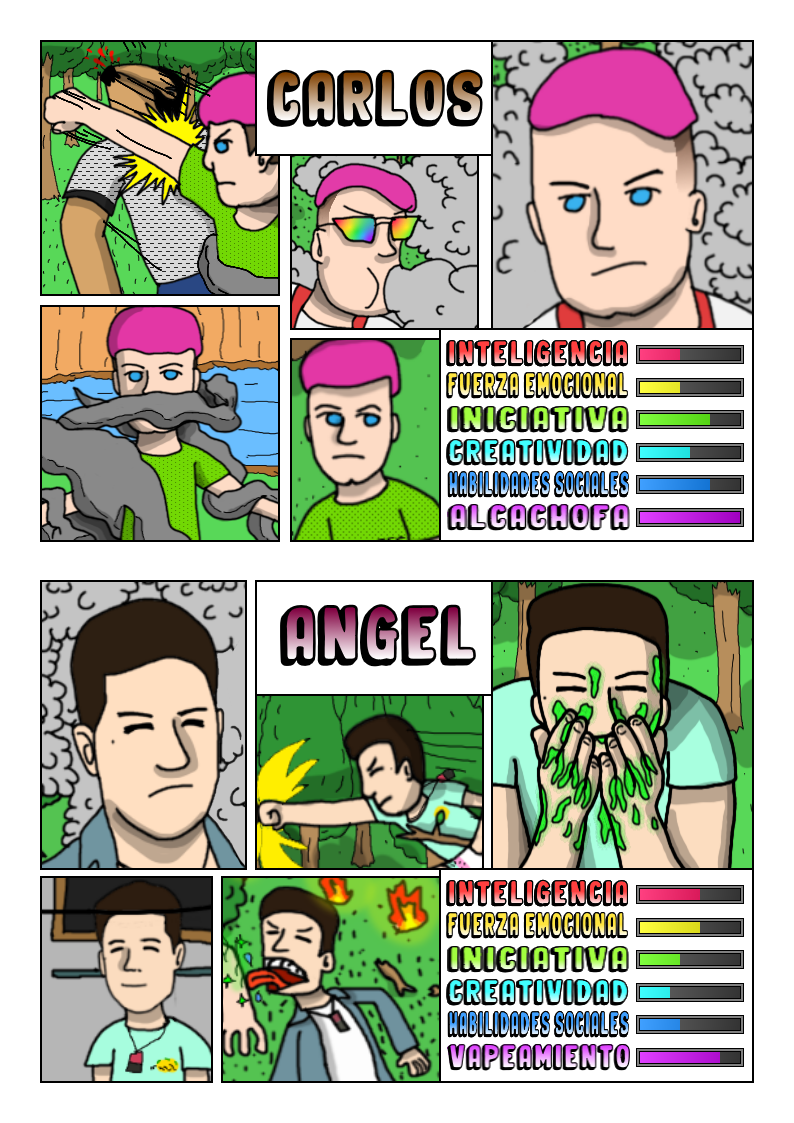 CARLOS
INTELIGENCIA
FUERZA EMOCIONAL
INICIATIVA
CREATIVIDAD
HABILIDADES SOCIALES
ALCACHOFA
ANGEL
INTELIGENCIA
FUERZA EMOCIONAL
INICIATIVA
CREATIVIDAD
HABILIDADES SOCIALES
VAPEAMIENTO